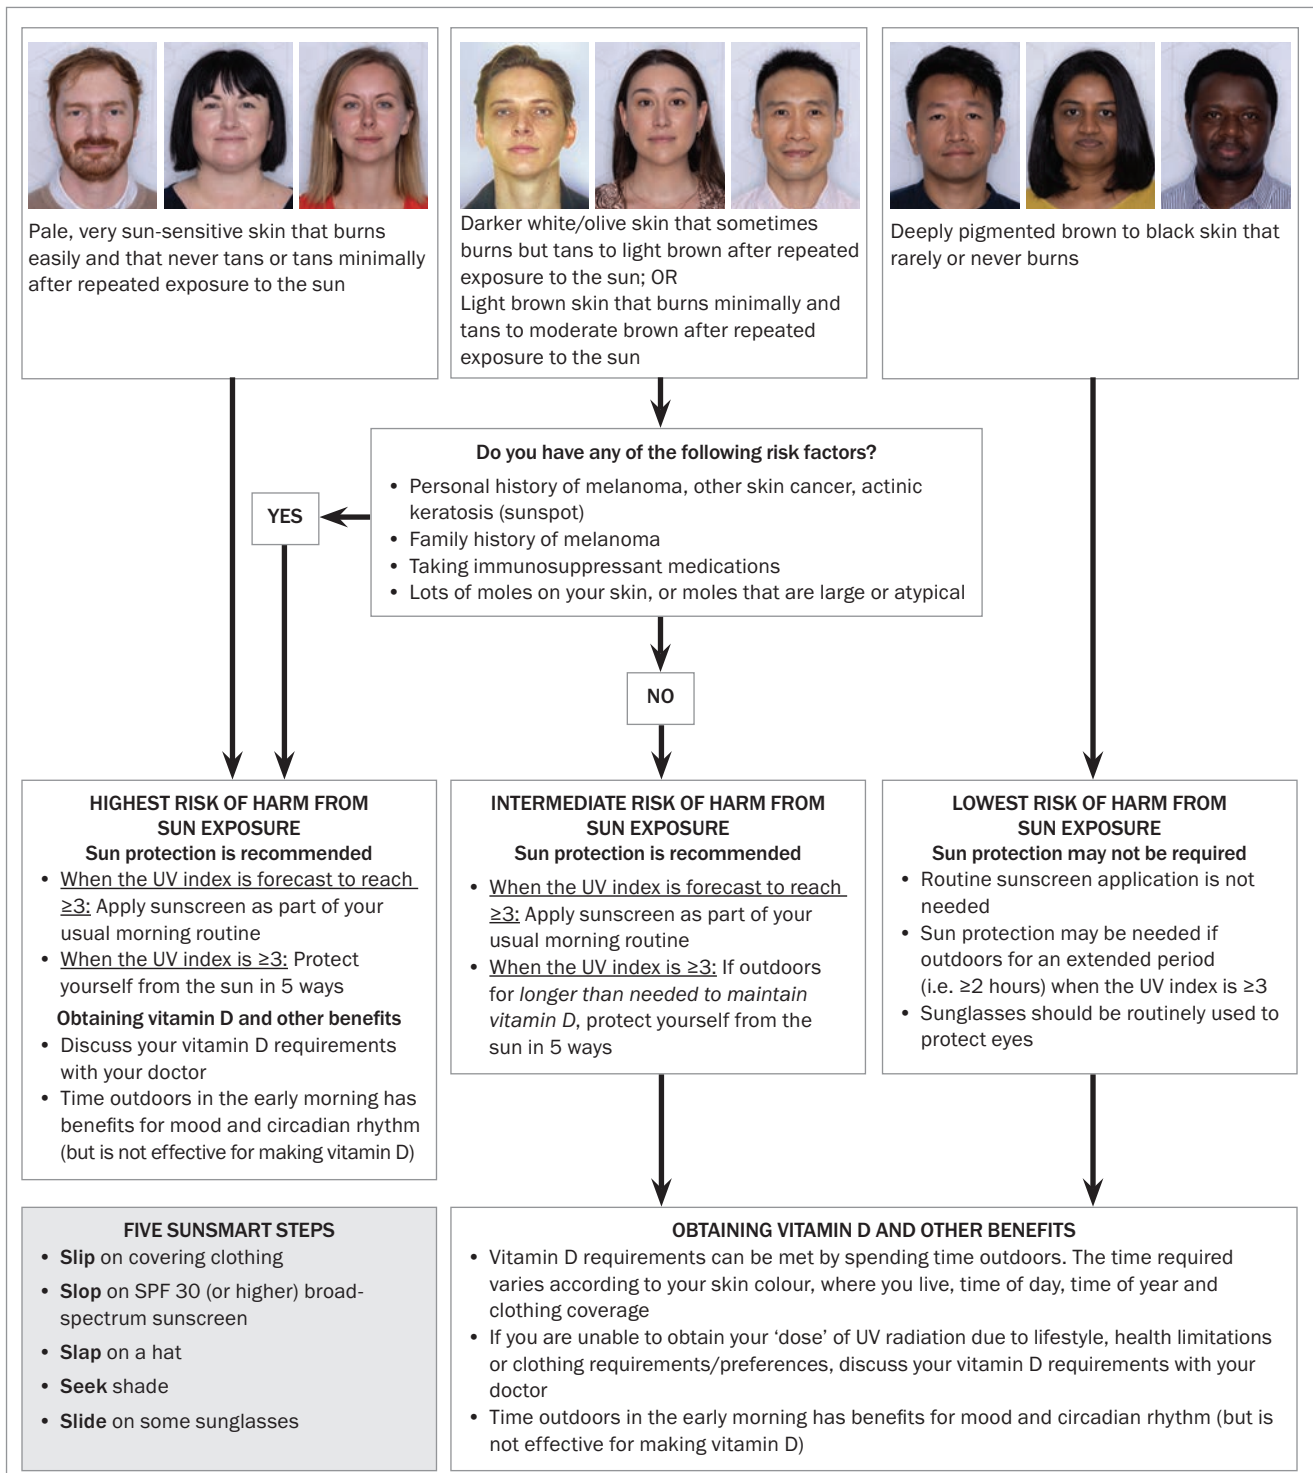 Pale, very sun-sensitive skin that burns
easily and that never tans or tans minimally
after repeated exposure to the sun
Darker white/olive skin that sometimes
burns but tans to light brown after repeated
exposure to the sun; OR
Light brown skin that burns minimally and
tans to moderate brown after repeated
exposure to the sun
Deeply pigmented brown to black skin that
rarely or never burns
Do you have any of the following risk factors?
• Personal history of melanoma, other skin cancer, actinic
keratosis (sunspot)
• Family history of melanoma
• Taking immunosuppressant medications
• Lots of moles on your skin, or moles that are large or atypical
YES
NO
HIGHEST RISK OF HARM FROM
SUN EXPOSURE
Sun protection is recommended
• When the UV index is forecast to reach
≥3: Apply sunscreen as part of your
usual morning routine
• When the UV index is ≥3: Protect
yourself from the sun in 5 ways
Obtaining vitamin D and other benefits
• Discuss your vitamin D requirements
with your doctor
• Time outdoors in the early morning has
benefits for mood and circadian rhythm
(but is not effective for making vitamin D)
INTERMEDIATE RISK OF HARM FROM
SUN EXPOSURE
Sun protection is recommended
• When the UV index is forecast to reach
≥3: Apply sunscreen as part of your
usual morning routine
• When the UV index is ≥3: If outdoors
for longer than needed to maintain
vitamin D, protect yourself from the
sun in 5 ways
LOWEST RISK OF HARM FROM
SUN EXPOSURE
Sun protection may not be required
• Routine sunscreen application is not
needed
• Sun protection may be needed if
outdoors for an extended period
(i.e. ≥2 hours) when the UV index is ≥3
• Sunglasses should be routinely used to
protect eyes
FIVE SUNSMART STEPS
• Slip on covering clothing
• Slop on SPF 30 (or higher) broad-
spectrum sunscreen
• Slap on a hat
• Seek shade
• Slide on some sunglasses
OBTAINING VITAMIN D AND OTHER BENEFITS
• Vitamin D requirements can be met by spending time outdoors. The time required
varies according to your skin colour, where you live, time of day, time of year and
clothing coverage
• If you are unable to obtain your ‘dose’ of UV radiation due to lifestyle, health limitations
or clothing requirements/preferences, discuss your vitamin D requirements with your
doctor
• Time outdoors in the early morning has benefits for mood and circadian rhythm (but is
not effective for making vitamin D)